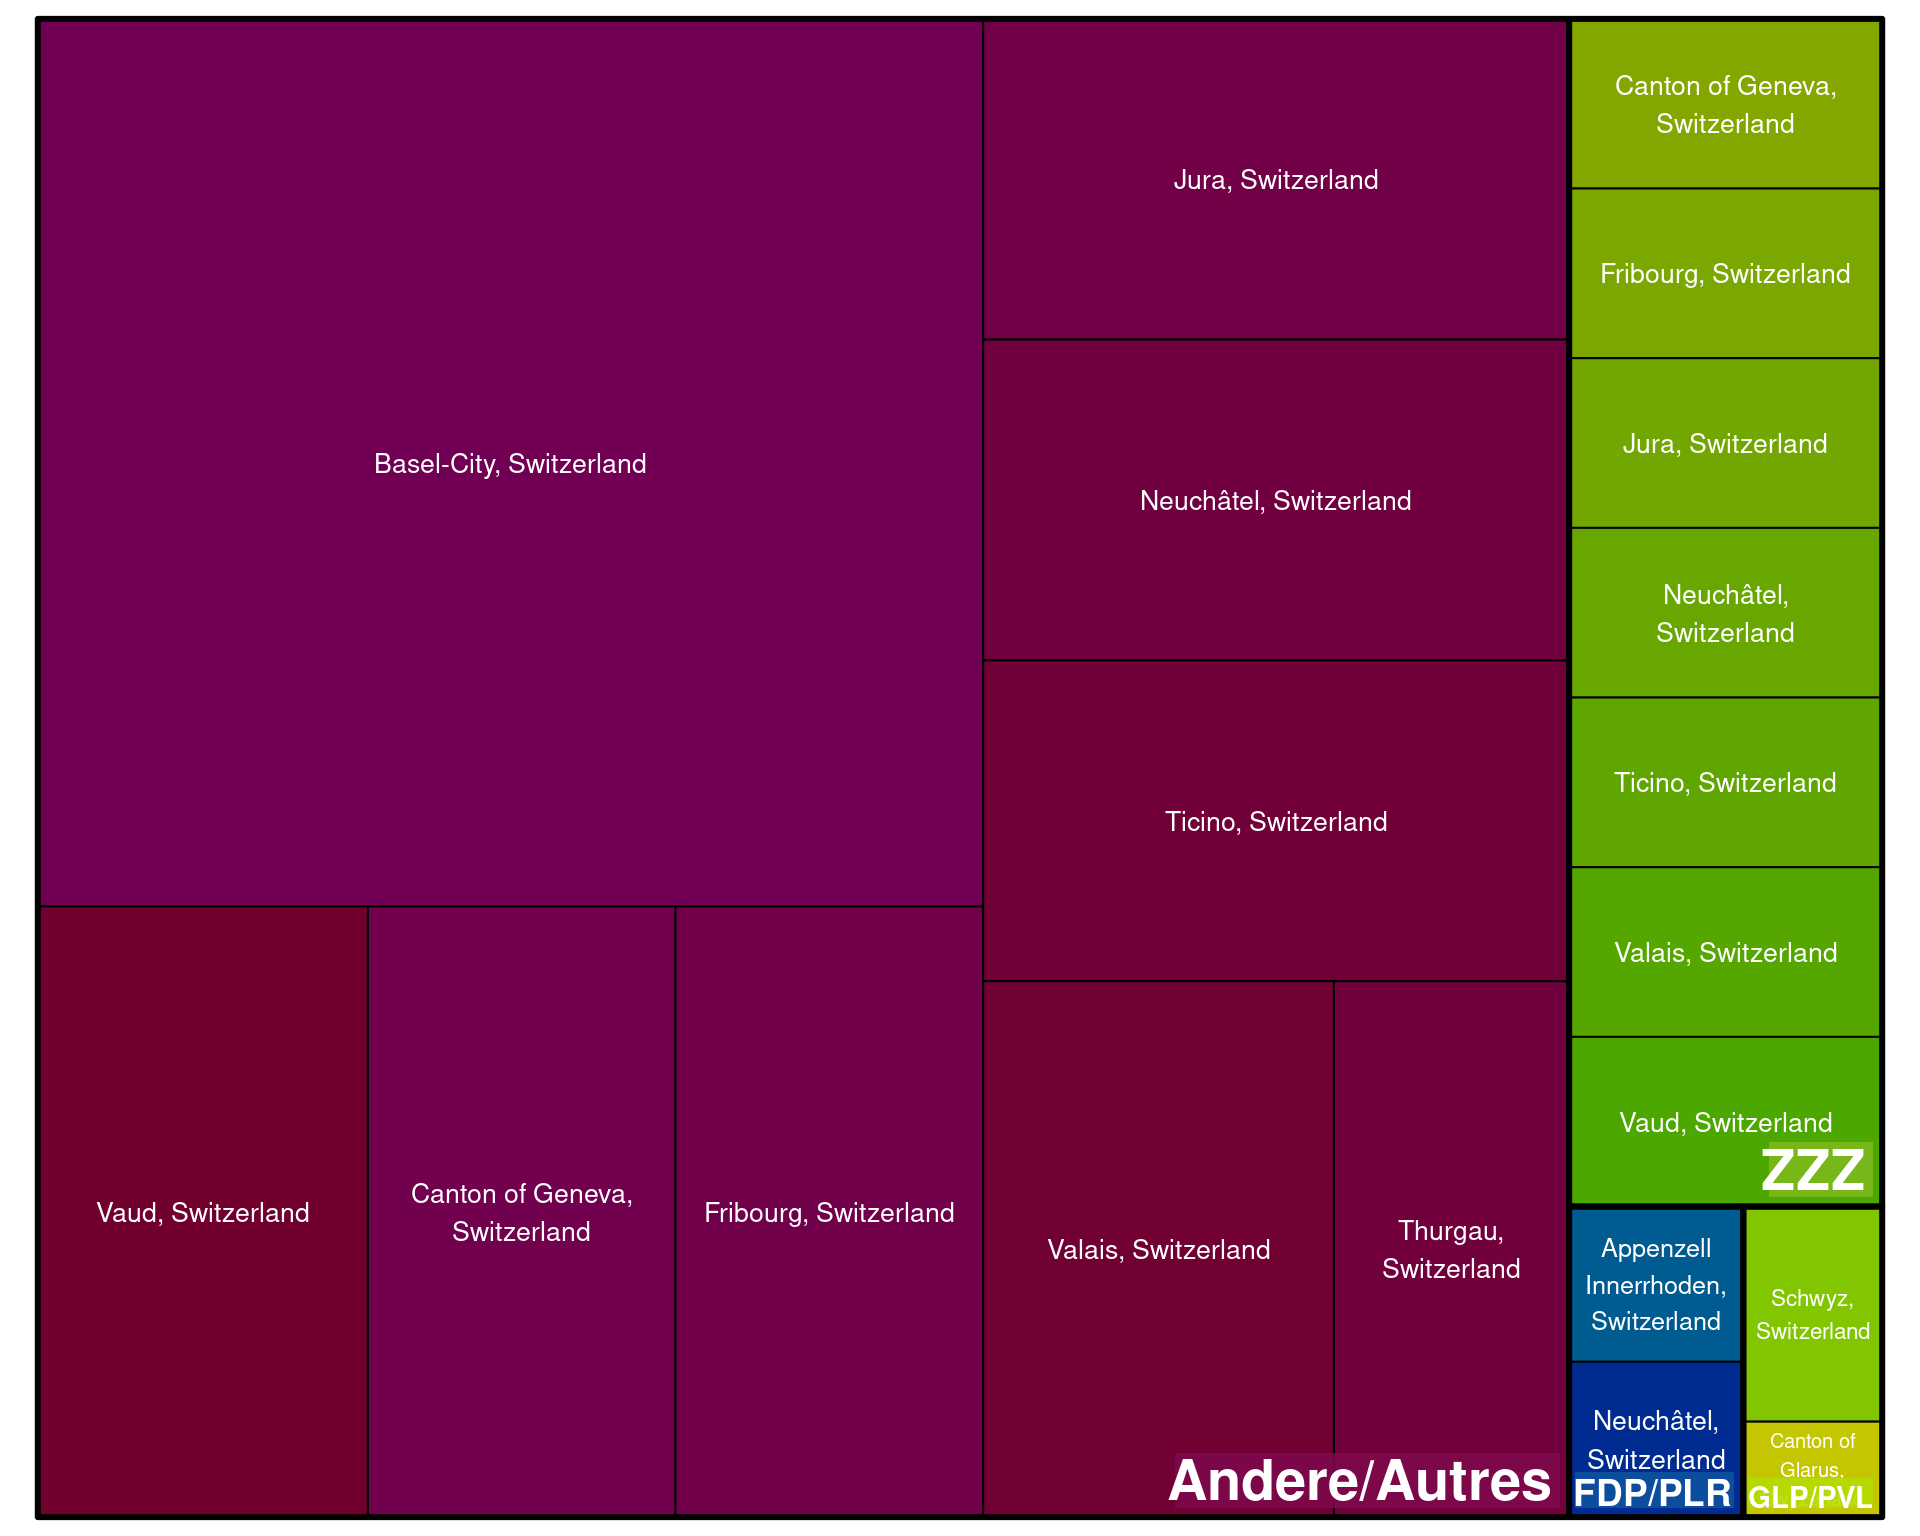 Basel-City, Switzerland
Vaud, Switzerland
Canton of Geneva,
Switzerland
Fribourg, Switzerland
Jura, Switzerland
Neuchâtel, Switzerland
Ticino, Switzerland
Valais, Switzerland
Thurgau,
Switzerland
Andere/Autres
Canton of Geneva,
Switzerland
Fribourg, Switzerland
Jura, Switzerland
Neuchâtel,
Switzerland
Ticino, Switzerland
Valais, Switzerland
Vaud, Switzerland
ZZZ
Appenzell
Innerrhoden,
Switzerland
Neuchâtel,
Switzerland
FDP/PLR
Schwyz,
Switzerland
Canton of
Glarus,
GLP/PVL